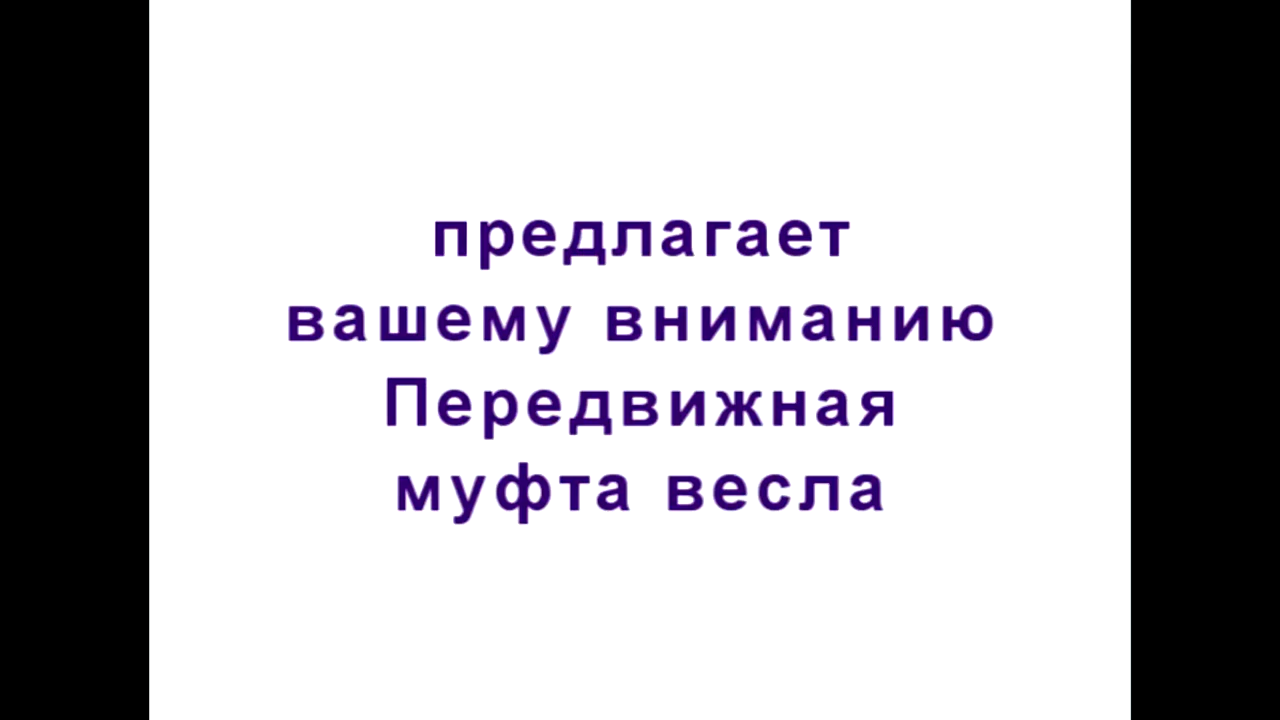 предлагает
вашему вниманию
Передвижная
муфта весла